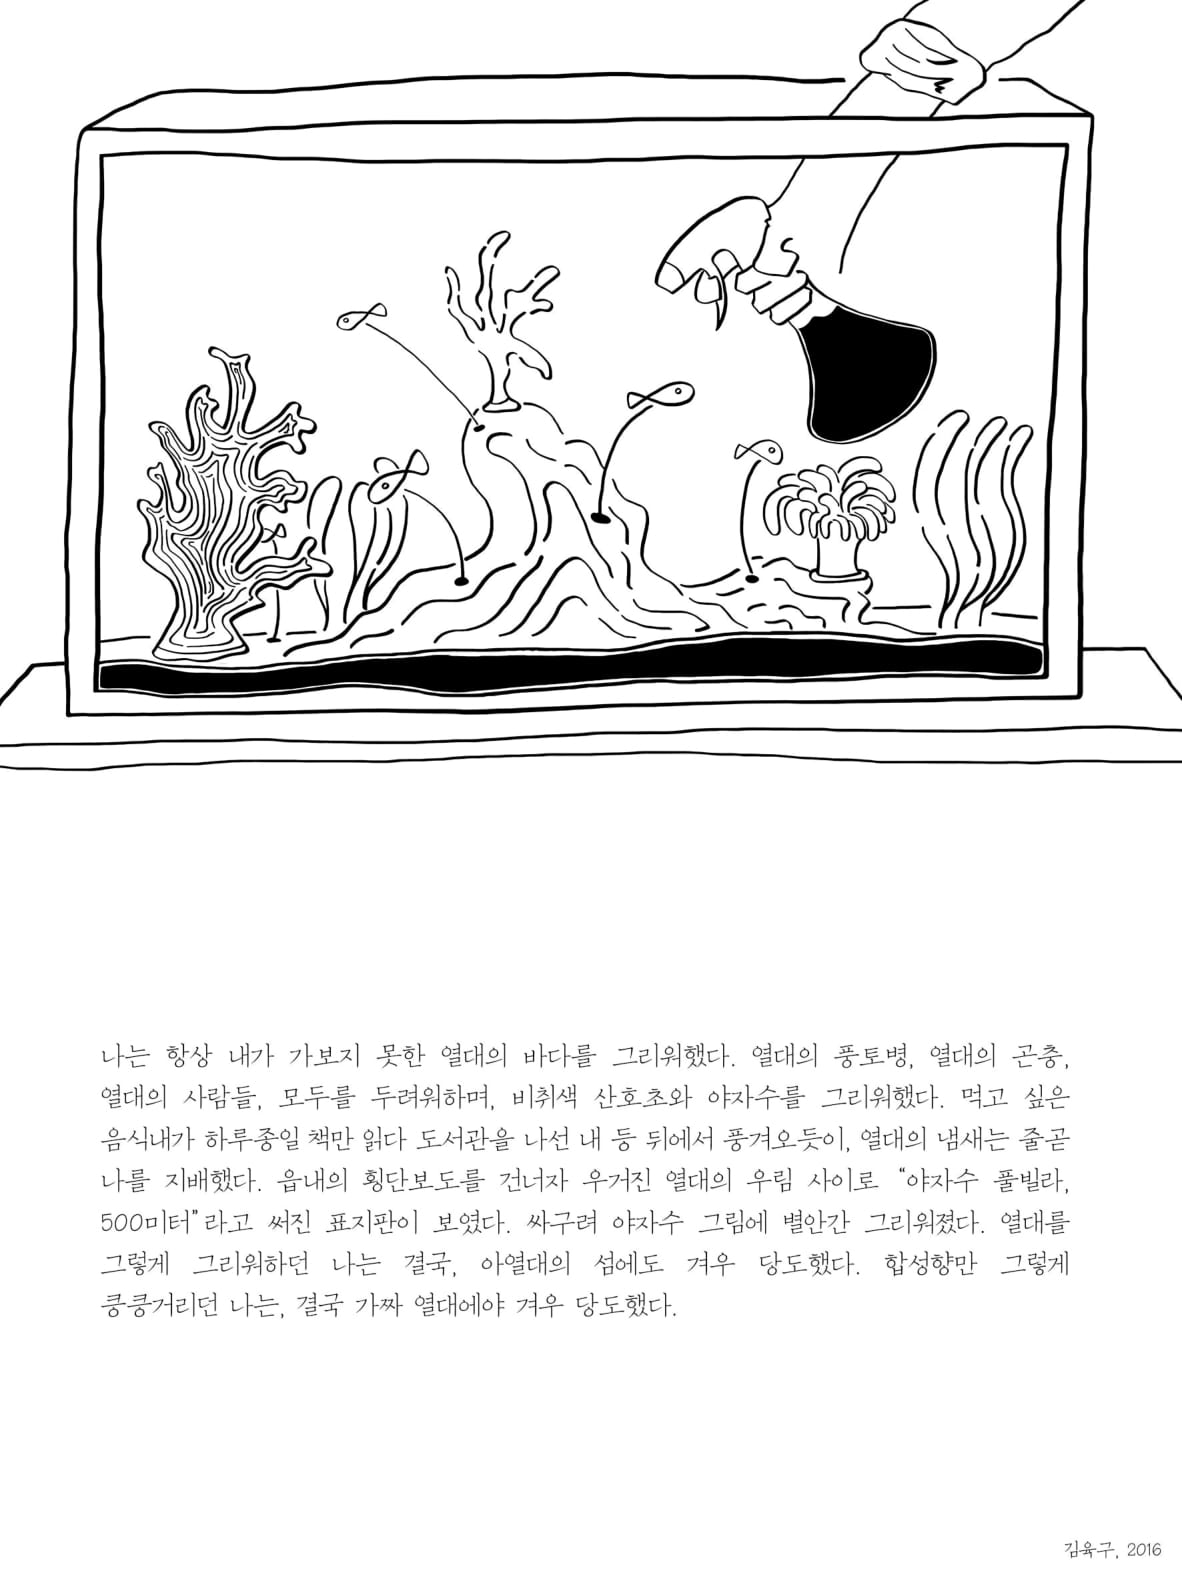 나는 항상 내가 가보지 못한 열대의 바다를 그리워했다. 열대의 풍토병, 열대의 곤충,
열대의 사람들, 모두를 두려워하며, 비취색 산호초와 야자수를 그리워했다. 먹고 싶은
음식내가 하루종일 책만 읽다 도서관을 나선 내 등 뒤에서 풍겨오듯이, 열대의 냄새는 줄곧
나를 지배했다. 읍내의 횡단보도를 건너자 우거진 열대의 우림 사이로 “야자수 풀빌라,
500미터”라고 써진 표지판이 보였다. 싸구려 야자수 그림에 별안간 그리워졌다. 열대를
그렇게 그리워하던 나는 결국, 아열대의 섬에도 겨우 당도했다. 합성향만 그렇게
킁킁거리던 나는, 결국 가짜 열대에야 겨우 당도했다.
김육구, 2016